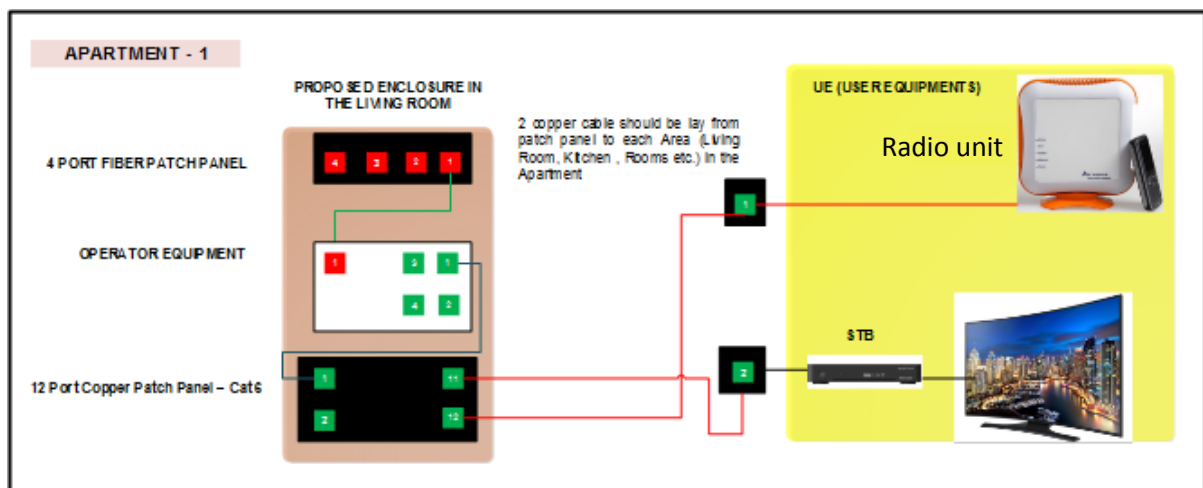 APARTMENT - 1
PROPOSED ENCLOSURE IN
THE LIVING ROOM
UE (USER EQUIPMENTS)
2 copper cable should be lay from
patch panel to each Area (Living
Room, Kitchen , Rooms etc.) in the
Apartment
Radio unit
4 PORT FIBER PATCH PANEL
4 3 2 1
1
OPERATOR EQUIPMENT
1 3 1
4 2
STB
2
12 Port Copper Patch Panel – Cat6
1 11
2 12